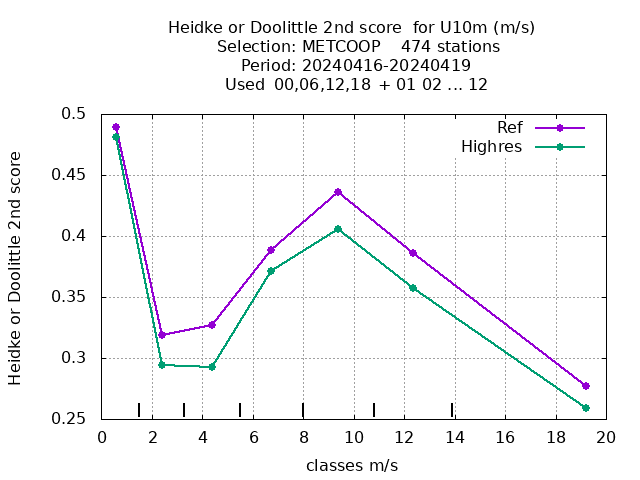 Heidke or Doolittle 2nd score  for U10m (m/s)
Selection: METCOOP    474 stations
Period: 20240416-20240419
Used  00,06,12,18 + 01 02 ... 12
Heidke or Doolittle 2nd score
0.5
0.45
0.4
0.35
0.3
0.25
Ref
Highres
0 2 4 6 8 10 12 14 16 18 20
classes m/s